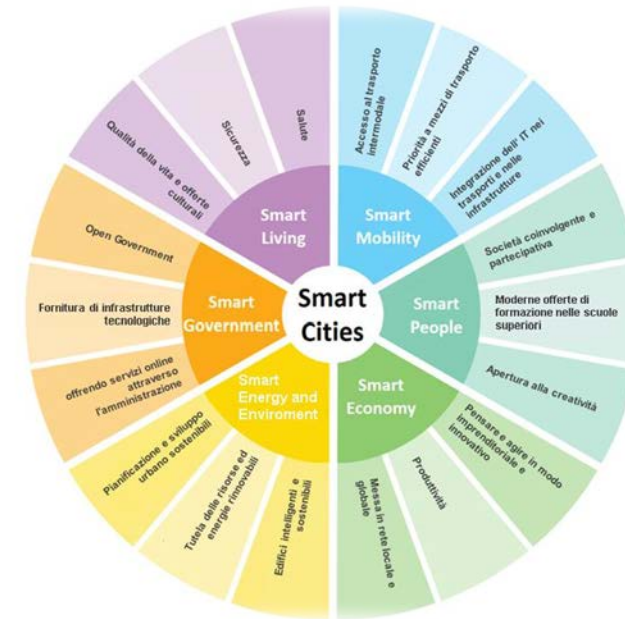 Smart
Cities
Smart
Mobility
Accesso al trasporto
intermodale
Priorità a mezzi di trasporto
efficienti
Integrazione dell' IT nei
trasporti e nelle
infrastrutture
Smart
People
Società coinvolgente e
partecipativa
Moderne offerte di
formazione nelle scuole
superiori
Apertura alla creatività
Smart
Economy
Pensare e agire in modo
imprenditoriale e
innovativo
Produttività
Messa in rete locale e
globale
Smart
Energy and
Enviroment
Edifici intelligenti e
sostenibili
Tutela delle risorse ed
energie rinnovabili
Pianificazione e sviluppo
urbano sostenibili
Smart
Government
offrendo servizi online
attraverso
l'amministrazione
Fornitura di infrastrutture
tecnologiche
Open Government
Smart
Living
Qualità della vita e offerte
culturali
Sicurezza
Salute